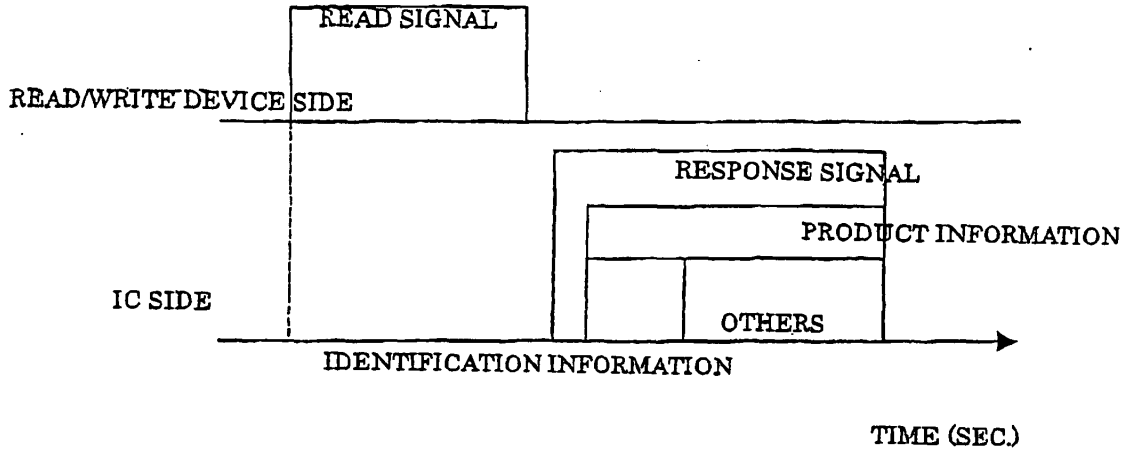 READ SIGNAL
READ/WRITE DEVICE SIDE
RESPONSE SIGNAL
PRODUCT INFORMATION
IC SIDE
OTHERS
IDENTIFICATION INFORMATION
TIME (SEC.)